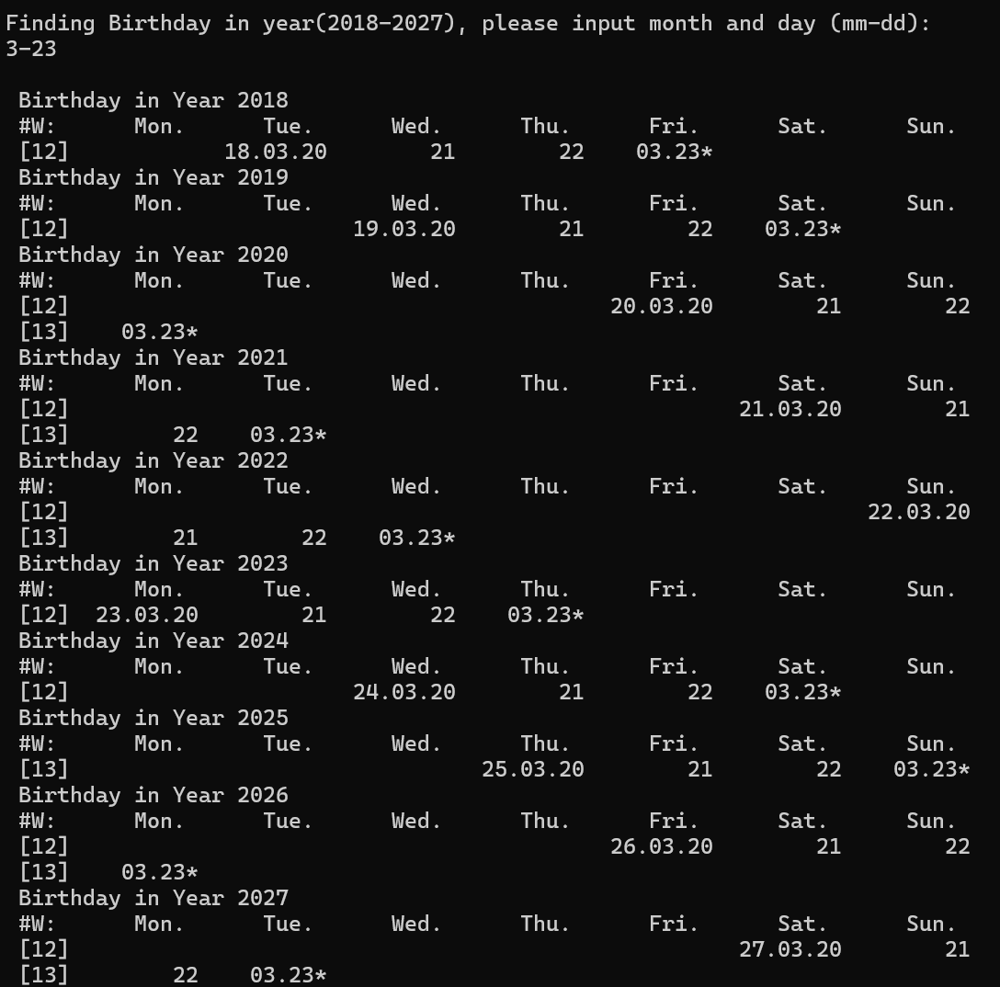 Finding Birthday in year(2018-2027), please input month and day (mm-dd):
3-23
Birthday in Year 2018
#W: Mon. Tue. Wed. Thu. Fri. Sat. Sun.
[12] 18.03.20 21 22 03.23*
Birthday in Year 2019
#W: Mon. Tue. Wed. Thu. Fri. Sat. Sun.
[12] 19.03.20 21 22 03.23*
Birthday in Year 2020
#W: Mon. Tue. Wed. Thu. Fri. Sat. Sun.
[12] 20.03.20 21 22
[13] 03.23*
Birthday in Year 2021
#W: Mon. Tue. Wed. Thu. Fri. Sat. Sun.
[12] 21.03.20 21
[13] 22 03.23*
Birthday in Year 2022
#W: Mon. Tue. Wed. Thu. Fri. Sat. Sun.
[12] 22.03.20
[13] 21 22 03.23*
Birthday in Year 2023
#W: Mon. Tue. Wed. Thu. Fri. Sat. Sun.
[12] 23.03.20 21 22 03.23*
Birthday in Year 2024
#W: Mon. Tue. Wed. Thu. Fri. Sat. Sun.
[12] 24.03.20 21 22 03.23*
Birthday in Year 2025
#W: Mon. Tue. Wed. Thu. Fri. Sat. Sun.
[13] 25.03.20 21 22 03.23*
Birthday in Year 2026
#W: Mon. Tue. Wed. Thu. Fri. Sat. Sun.
[12] 26.03.20 21 22
[13] 03.23*
Birthday in Year 2027
#W: Mon. Tue. Wed. Thu. Fri. Sat. Sun.
[12] 27.03.20 21
[13] 22 03.23*